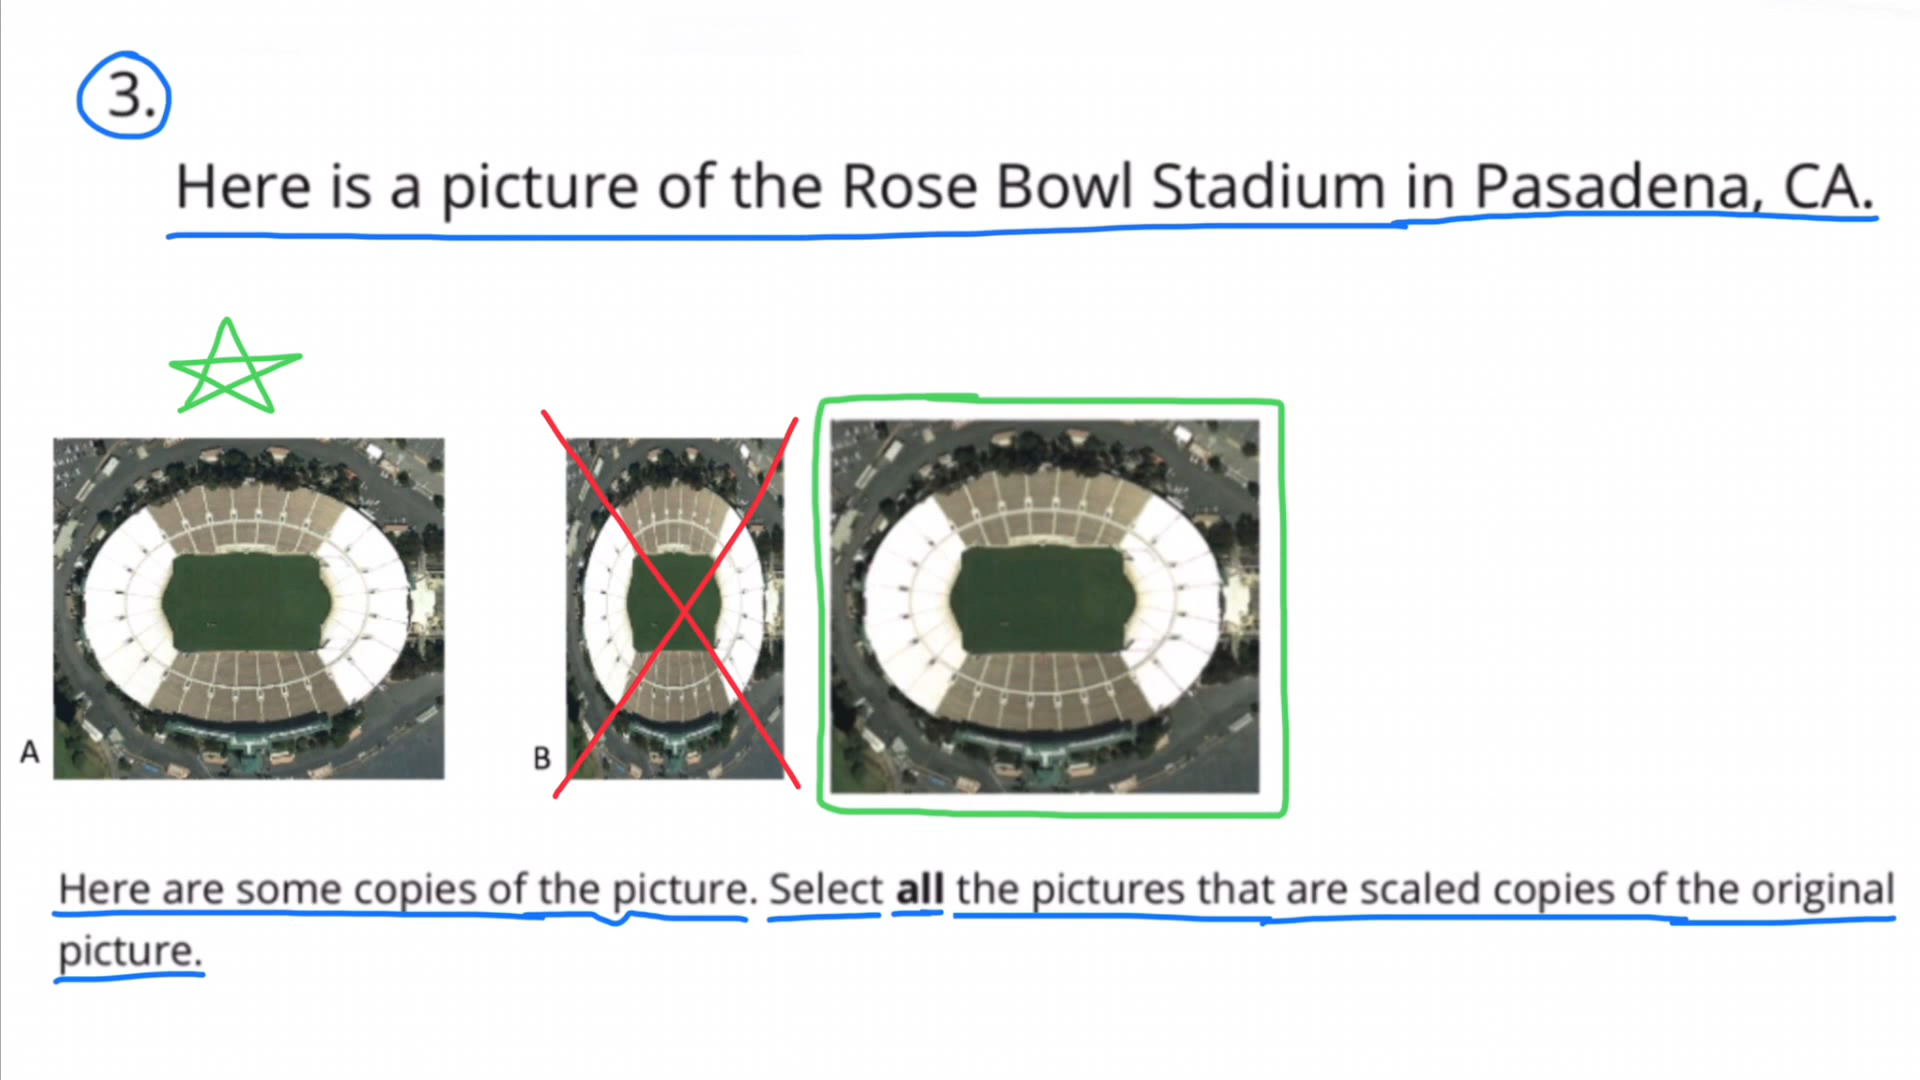 3.
Here is a picture of the Rose Bowl Stadium in Pasadena, CA.
A
B
Here are some copies of the picture. Select all the pictures that are scaled copies of the original
picture.